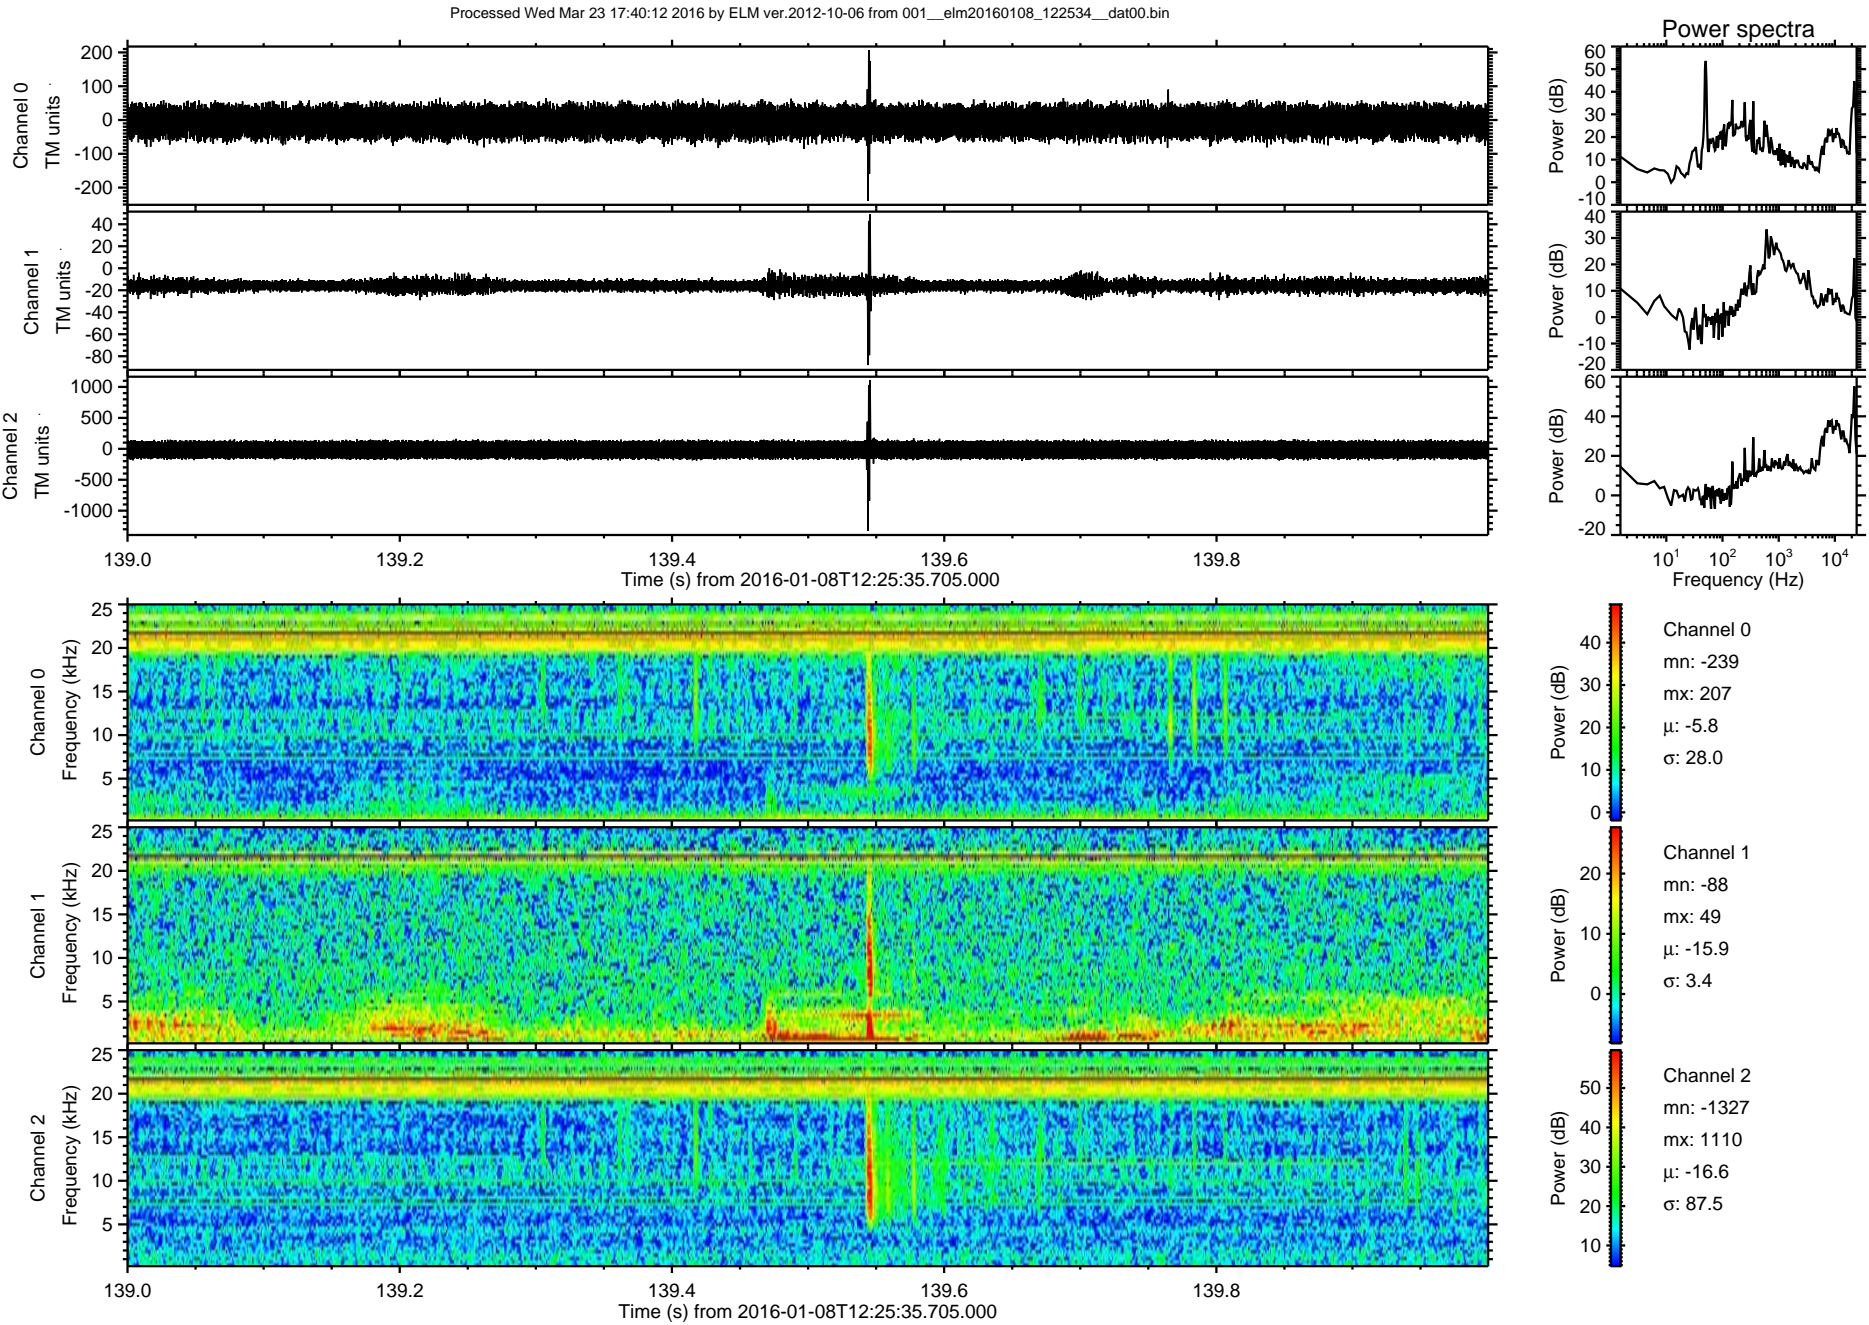 Processed Wed Mar 23 17:40:12 2016 by ELM ver.2012-10-06 from 001__elm20160108_122534__dat00.bin
Power spectra
Channel 0
TM units
200
100
0
-100
-200
Power (dB)
60
50
40
30
20
10
0
-10
Channel 1
TM units
40
20
0
-20
-40
-60
-80
Power (dB)
40
30
20
10
0
-10
-20
Channel 2
TM units
1000
500
0
-500
-1000
Power (dB)
60
40
20
0
-20
139.0 139.2 139.4 139.6 139.8
Time (s) from 2016-01-08T12:25:35.705.000
10^1 10^2 10^3 10^4
Frequency (Hz)
Channel 0
Frequency (kHz)
25
20
15
10
5
Power (dB)
40
30
20
10
0
Channel 0
mn: -239
mx: 207
μ: -5.8
σ: 28.0
Channel 1
Frequency (kHz)
25
20
15
10
5
Power (dB)
20
10
0
Channel 1
mn: -88
mx: 49
μ: -15.9
σ: 3.4
Channel 2
Frequency (kHz)
25
20
15
10
5
Power (dB)
50
40
30
20
10
Channel 2
mn: -1327
mx: 1110
μ: -16.6
σ: 87.5
139.0 139.2 139.4 139.6 139.8
Time (s) from 2016-01-08T12:25:35.705.000